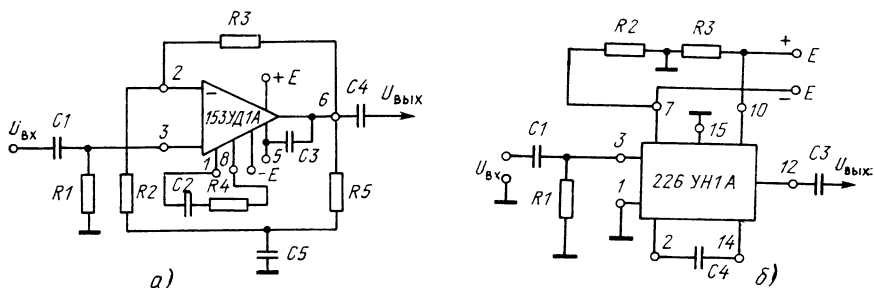 R3
2
+E
C4
Uвых
6
−
153УД1А
Uвх
C1
3
1
8
5
C3
−E
R1
R2
C2
R4
R5
C5
а)
R2
R3
+
E
−
E
7
10
15
C1
3
Uвх
R1
1
226 УН1А
12
C3
Uвых
2
14
C4
б)